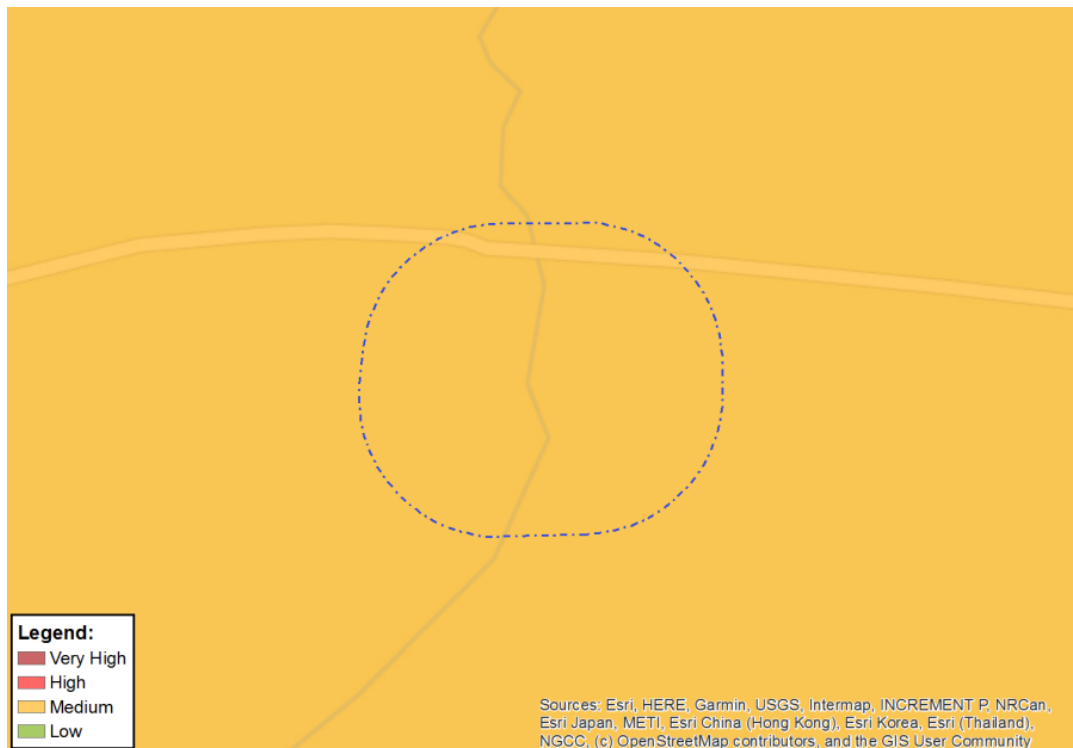 Legend:
Very High
High
Medium
Low
Sources: Esri, HERE, Garmin, USGS, Intermap, INCREMENT P, NRCan,
Esri Japan, METI, Esri China (Hong Kong), Esri Korea, Esri (Thailand),
NGCC, (c) OpenStreetMap contributors, and the GIS User Community